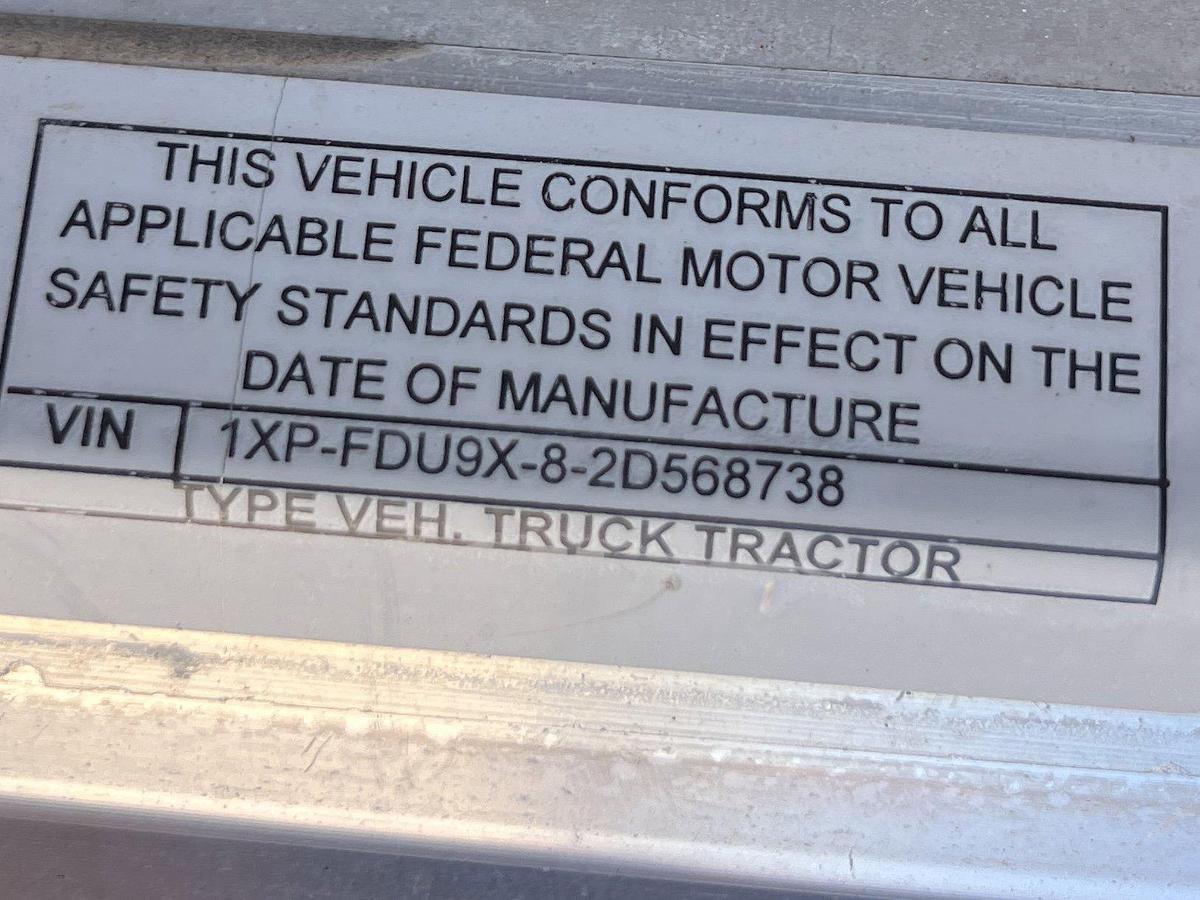 THIS VEHICLE CONFORMS TO ALL
APPLICABLE FEDERAL MOTOR VEHICLE
SAFETY STANDARDS IN EFFECT ON THE
DATE OF MANUFACTURE
VIN 1XP-FDU9X-8-2D568738
TYPE VEH. TRUCK TRACTOR